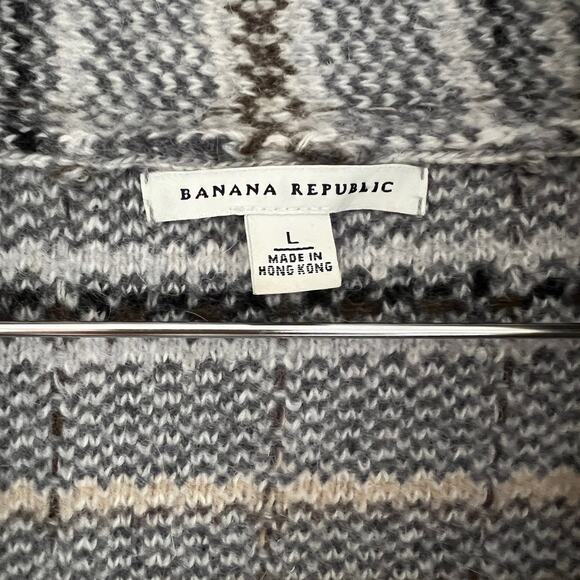 BANANA REPUBLIC
L
MADE IN
HONG KONG